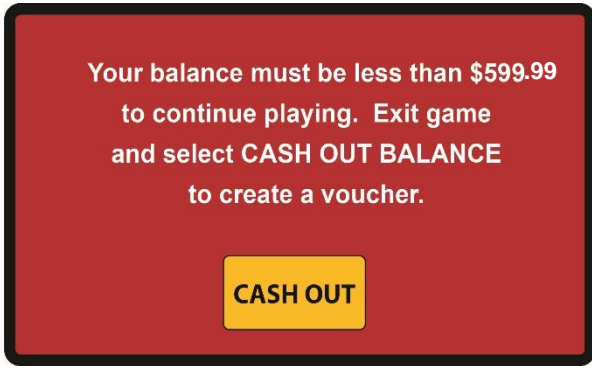 Your balance must be less than $599.99
to continue playing. Exit game
and select CASH OUT BALANCE
to create a voucher.
CASH OUT